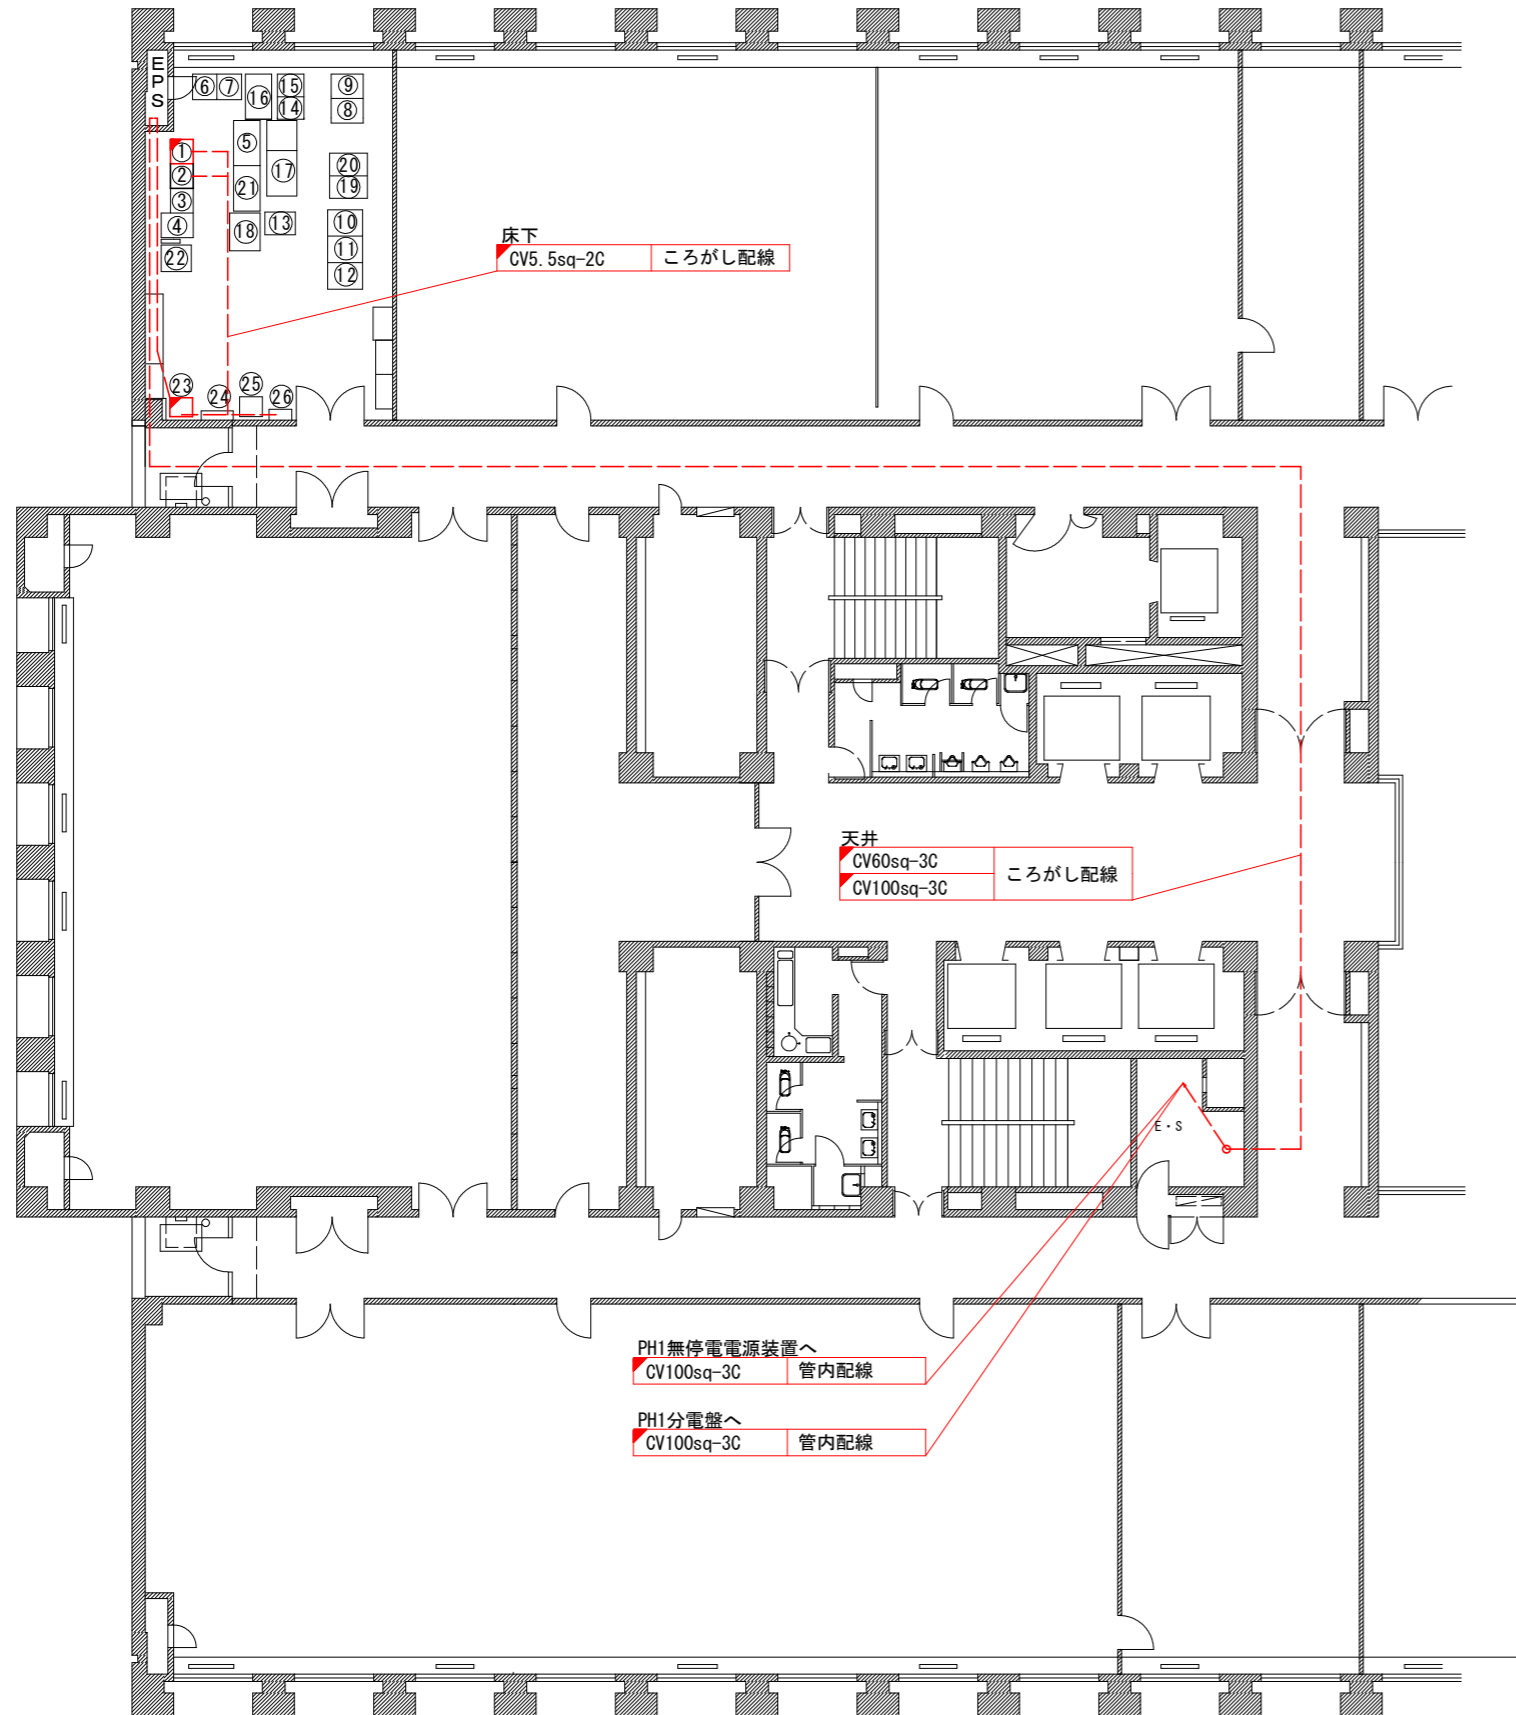 EPS
⑥ ⑦ ⑯ ⑮ ⑨
⑭ ⑧
① ⑤
② ⑰ ⑳
③ ㉑ ⑲
④ ⑱ ⑬ ⑩
㉒ ⑪
⑫
床下
CV5.5sq-2C ころがし配線
㉓ ㉔ ㉕ ㉖
天井
CV60sq-3C
CV100sq-3C
ころがし配線
E・S
PH1無停電電源装置へ
CV100sq-3C 管内配線
PH1分電盤へ
CV100sq-3C 管内配線